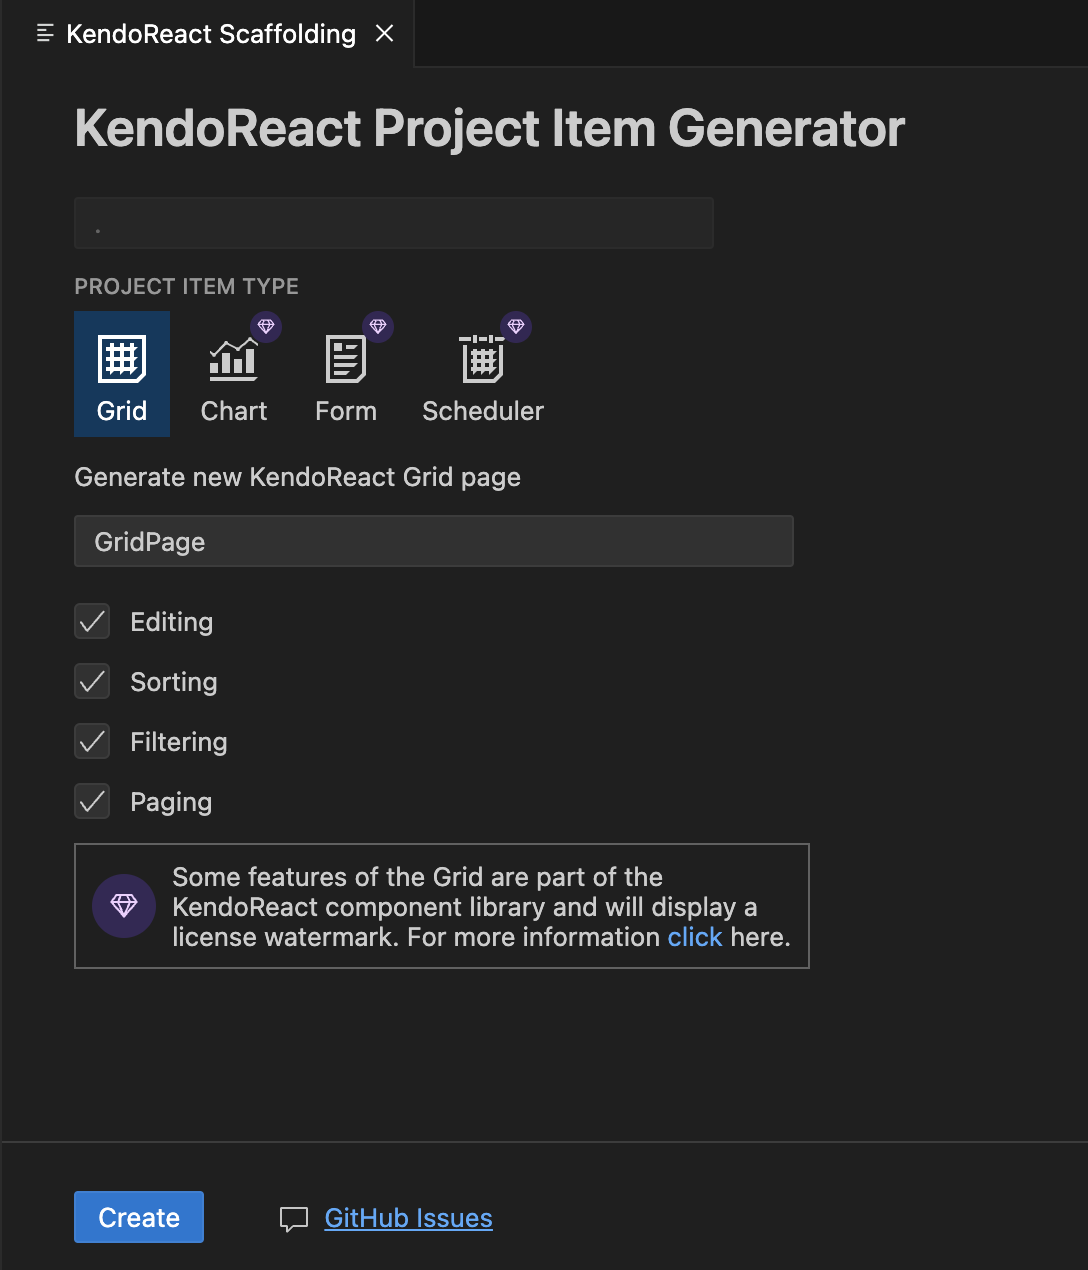 KendoReact Scaffolding
KendoReact Project Item Generator
.
PROJECT ITEM TYPE
Grid
Chart
Form
Scheduler
Generate new KendoReact Grid page
GridPage
Editing
Sorting
Filtering
Paging
Some features of the Grid are part of the
KendoReact component library and will display a
license watermark. For more information click here.
Create
GitHub Issues